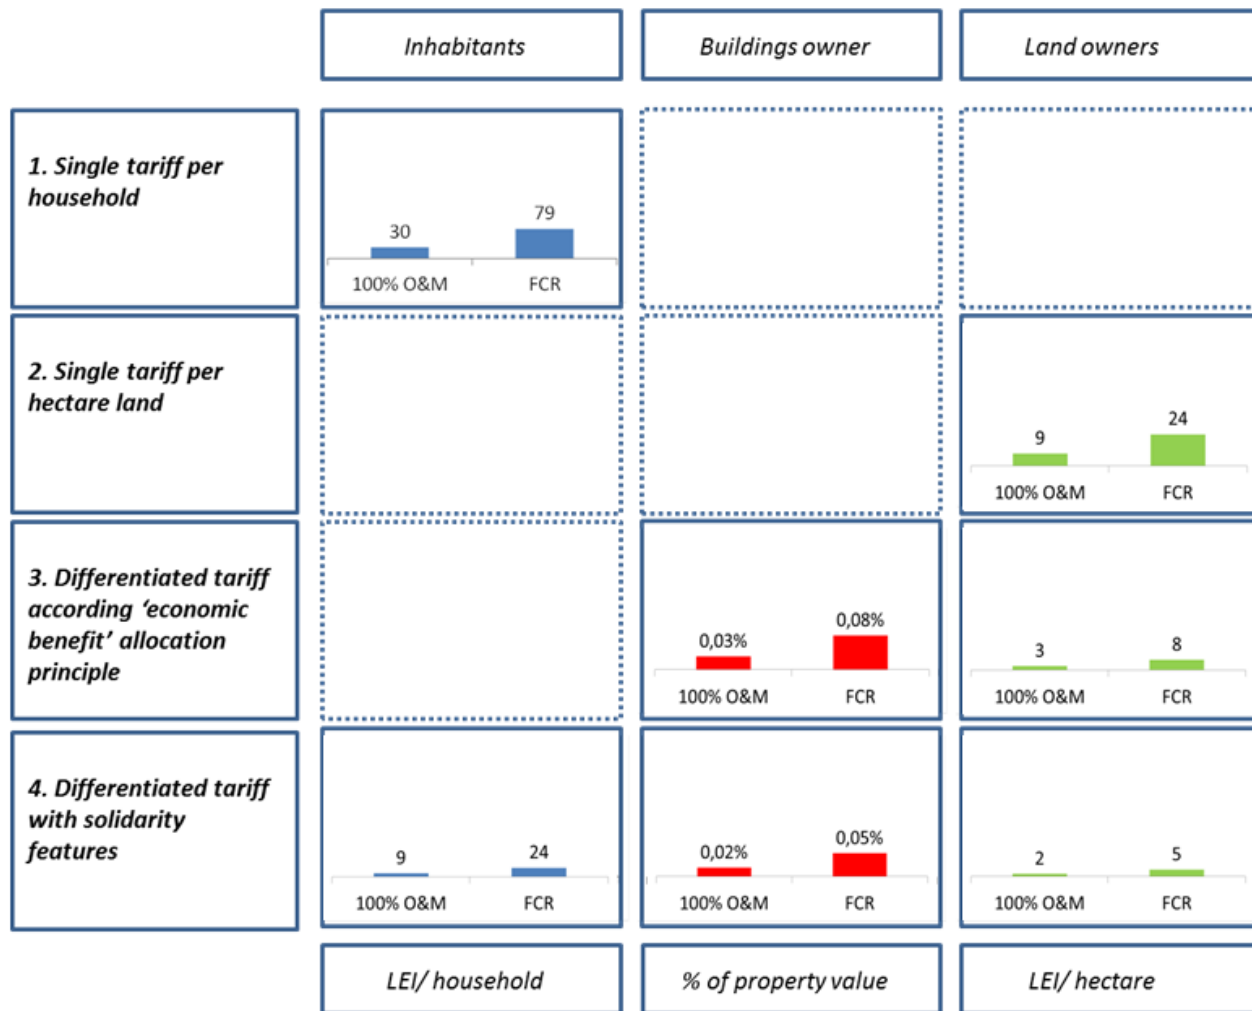 Inhabitants
Buildings owner
Land owners
1. Single tariff per
household
30
79
100% O&M
FCR
2. Single tariff per
hectare land
9
24
100% O&M
FCR
3. Differentiated tariff
according ‘economic
benefit’ allocation
principle
0,03%
0,08%
100% O&M
FCR
3
8
100% O&M
FCR
4. Differentiated tariff
with solidarity
features
9
24
100% O&M
FCR
0,02%
0,05%
100% O&M
FCR
2
5
100% O&M
FCR
LEI/ household
% of property value
LEI/ hectare